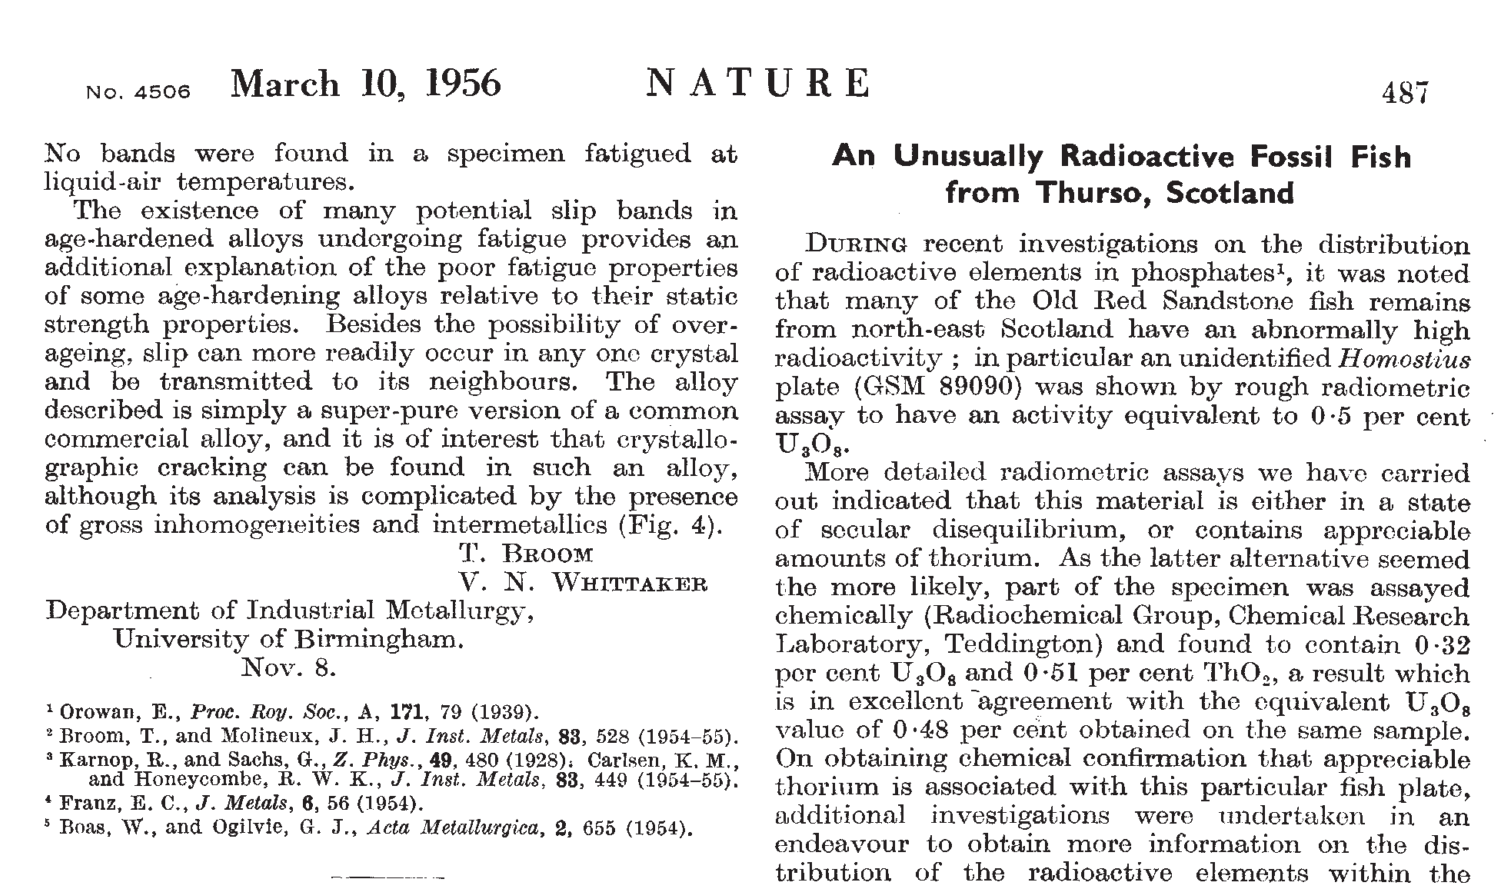 No. 4506 March 10, 1956 NATURE 487
No bands were found in a specimen fatigued at
liquid-air temperatures.
The existence of many potential slip bands in
age-hardened alloys undergoing fatigue provides an
additional explanation of the poor fatigue properties
of some age-hardening alloys relative to their static
strength properties. Besides the possibility of over-
ageing, slip can more readily occur in any one crystal
and be transmitted to its neighbours. The alloy
described is simply a super-pure version of a common
commercial alloy, and it is of interest that crystallo-
graphic cracking can be found in such an alloy,
although its analysis is complicated by the presence
of gross inhomogeneities and intermetallics (Fig. 4).
T. BROOM
V. N. WHITTAKER
Department of Industrial Metallurgy,
University of Birmingham.
Nov. 8.
¹ Orowan, E., Proc. Roy. Soc., A, 171, 79 (1939).
² Broom, T., and Molineux, J. H., J. Inst. Metals, 83, 528 (1954–55).
³ Karnop, R., and Sachs, G., Z. Phys., 49, 480 (1928). Carlsen, K. M.,
and Honeycombe, R. W. K., J. Inst. Metals, 83, 449 (1954–55).
⁴ Franz, E. C., J. Metals, 6, 56 (1954).
⁵ Boas, W., and Ogilvie, G. J., Acta Metallurgica, 2, 655 (1954).
An Unusually Radioactive Fossil Fish
from Thurso, Scotland
DURING recent investigations on the distribution
of radioactive elements in phosphates¹, it was noted
that many of the Old Red Sandstone fish remains
from north-east Scotland have an abnormally high
radioactivity ; in particular an unidentified Homostius
plate (GSM 89090) was shown by rough radiometric
assay to have an activity equivalent to 0·5 per cent
U₃O₈.
More detailed radiometric assays we have carried
out indicated that this material is either in a state
of secular disequilibrium, or contains appreciable
amounts of thorium. As the latter alternative seemed
the more likely, part of the specimen was assayed
chemically (Radiochemical Group, Chemical Research
Laboratory, Teddington) and found to contain 0·32
per cent U₃O₈ and 0·51 per cent ThO₂, a result which
is in excellent agreement with the equivalent U₃O₈
value of 0·48 per cent obtained on the same sample.
On obtaining chemical confirmation that appreciable
thorium is associated with this particular fish plate,
additional investigations were undertaken in an
endeavour to obtain more information on the dis-
tribution of the radioactive elements within the